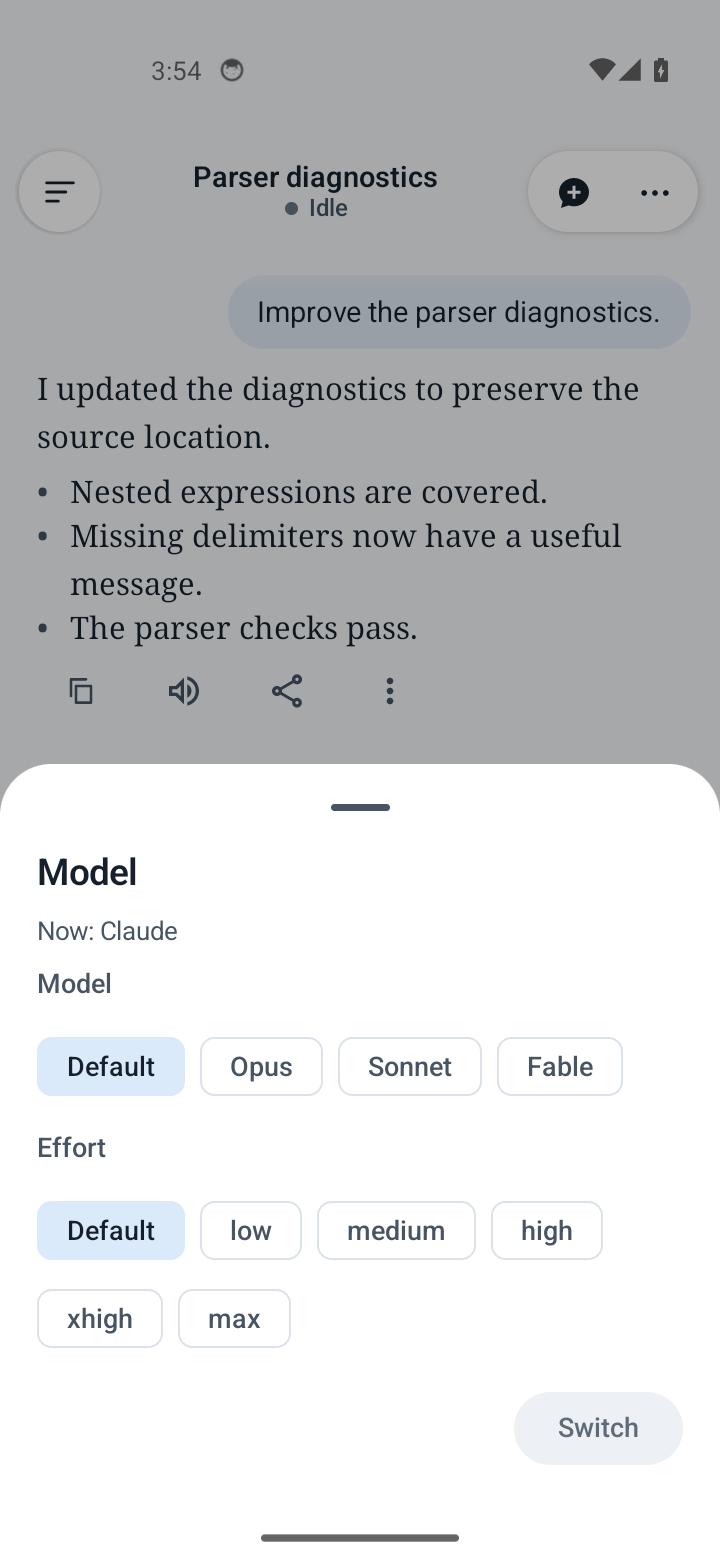 3:54
Parser diagnostics
Idle
Improve the parser diagnostics.
I updated the diagnostics to preserve the
source location.
• Nested expressions are covered.
• Missing delimiters now have a useful
message.
• The parser checks pass.
Model
Now: Claude
Model
Default Opus Sonnet Fable
Effort
Default low medium high
xhigh max
Switch